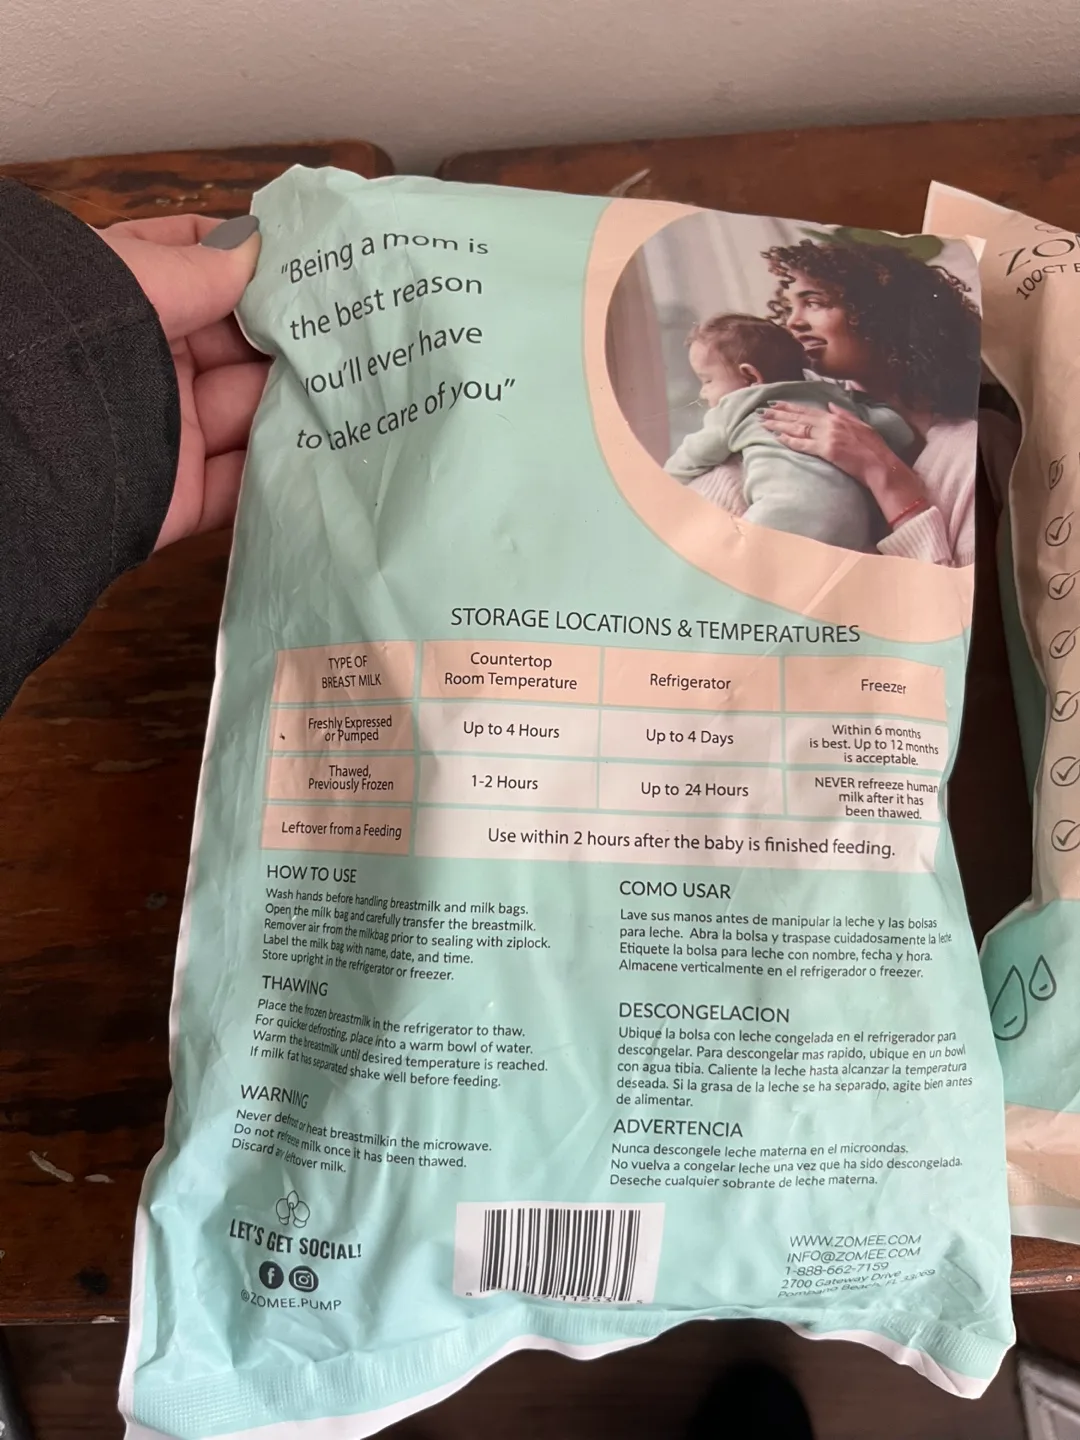 "Being a mom is
the best reason
you'll ever have
to take care of you"
STORAGE LOCATIONS & TEMPERATURES
TYPE OF
BREAST MILK
Countertop
Room Temperature
Refrigerator
Freezer
Freshly Expressed
or Pumped
Up to 4 Hours
Up to 4 Days
Within 6 months
is best. Up to 12 months
is acceptable.
Thawed,
Previously Frozen
1-2 Hours
Up to 24 Hours
NEVER refreeze human
milk after it has
been thawed.
Leftover from a Feeding
Use within 2 hours after the baby is finished feeding.
HOW TO USE
Wash hands before handling breastmilk and milk bags.
Open the milk bag and carefully transfer the breastmilk.
Remover air from the milkbag prior to sealing with ziplock.
Label the milk bag with name, date, and time.
Store upright in the refrigerator or freezer.
THAWING
Place the frozen breastmilk in the refrigerator to thaw.
For quicker defrosting, place into a warm bowl of water.
Warm the breastmilk until desired temperature is reached.
If milk fat has separated shake well before feeding.
WARNING
Never defrost or heat breastmilkin the microwave.
Do not refreeze milk once it has been thawed.
Discard any leftover milk.
COMO USAR
Lave sus manos antes de manipular la leche y las bolsas
para leche. Abra la bolsa y traspase cuidadosamente la leche
Etiquete la bolsa para leche con nombre, fecha y hora.
Almacene verticalmente en el refrigerador o freezer.
DESCONGELACION
Ubique la bolsa con leche congelada en el refrigerador para
descongelar. Para descongelar mas rapido, ubique en un bowl
con agua tibia. Caliente la leche hasta alcanzar la temperatura
deseada. Si la grasa de la leche se ha separado, agite bien antes
de alimentar.
ADVERTENCIA
Nunca descongele leche materna en el microondas.
No vuelva a congelar leche una vez que ha sido descongelada.
Deseche cualquier sobrante de leche materna.
LET'S GET SOCIAL!
@ZOMEE.PUMP
WWW.ZOMEE.COM
INFO@ZOMEE.COM
1-888-662-7159
2700 Gateway Drive
Pompano Beach, FL 33069
ZO
100CT